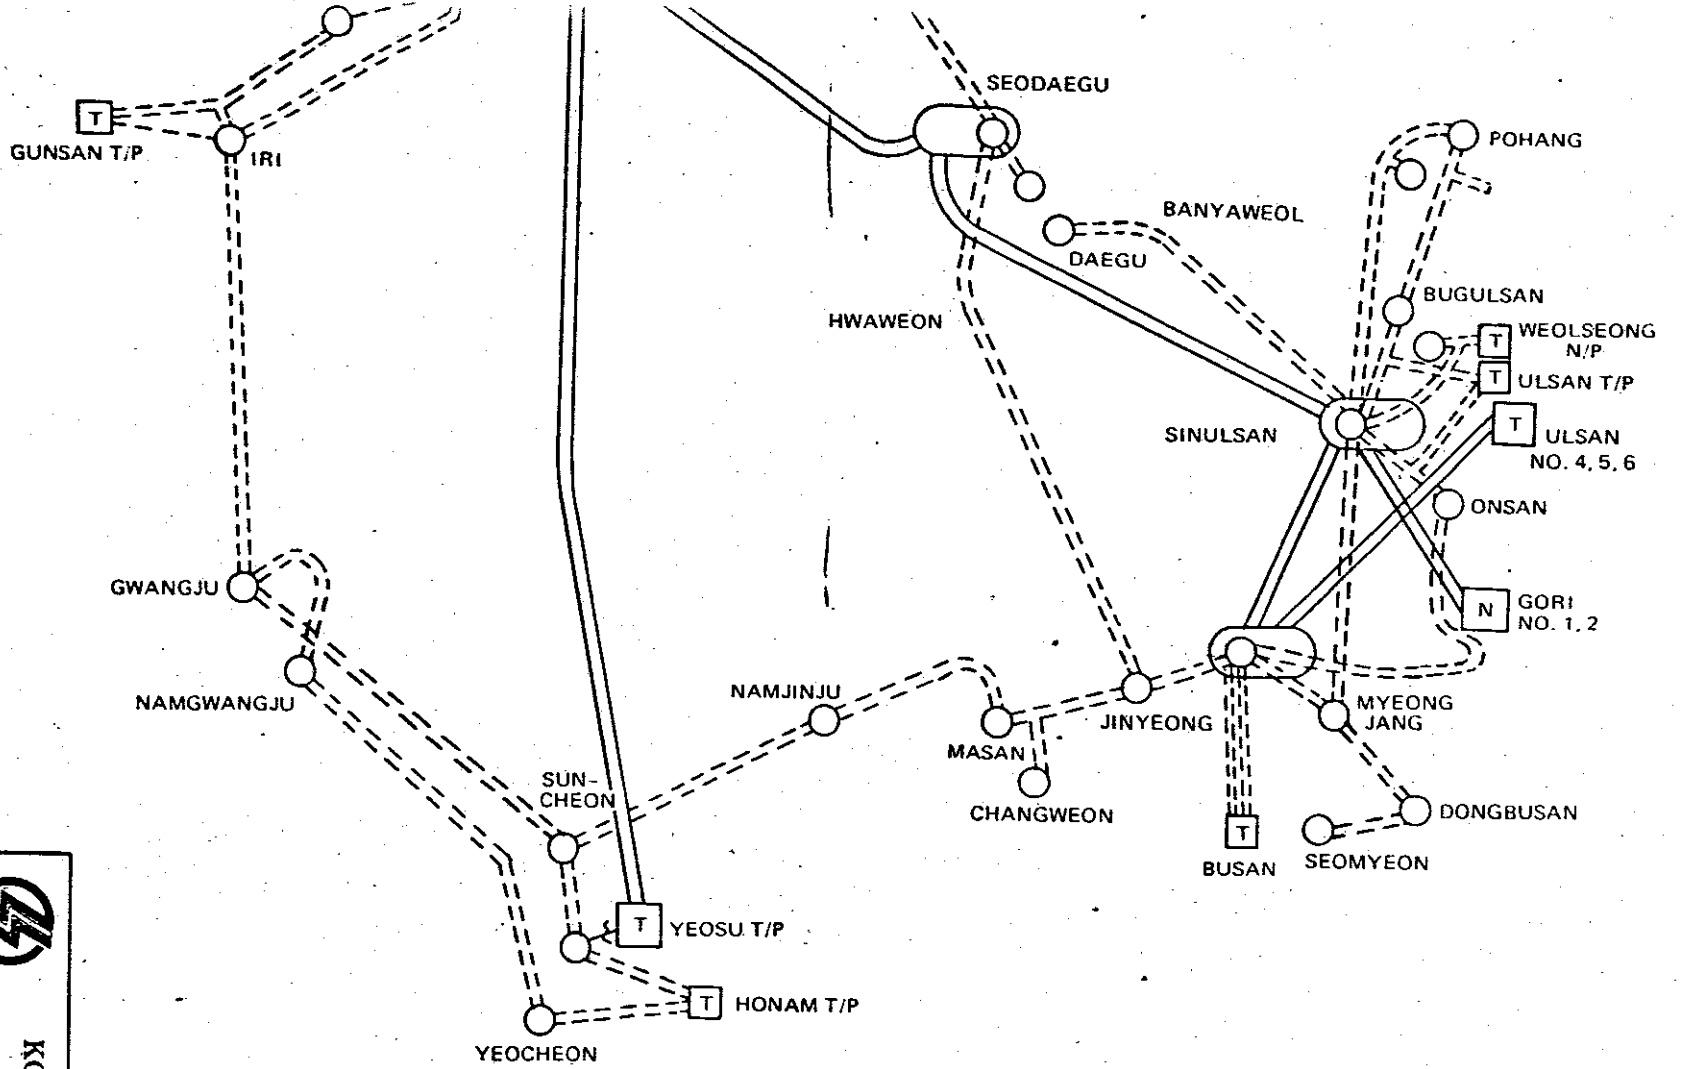 SEODAEGU
T
GUNSAN T/P
IRI
POHANG
BANYAWEOL
DAEGU
BUGULSAN
HWAWEON
T
WEOLSEONG
N/P
T
ULSAN T/P
SINULSAN
T
ULSAN
NO. 4, 5, 6
ONSAN
GWANGJU
N
GORI
NO. 1, 2
NAMGWANGJU
NAMJINJU
MASAN
JINYEONG
MYEONG
JANG
SUN-
CHEON
CHANGWEON
DONGBUSAN
T
BUSAN
SEOMYEON
T
YEOSU T/P
T
HONAM T/P
YEOCHEON